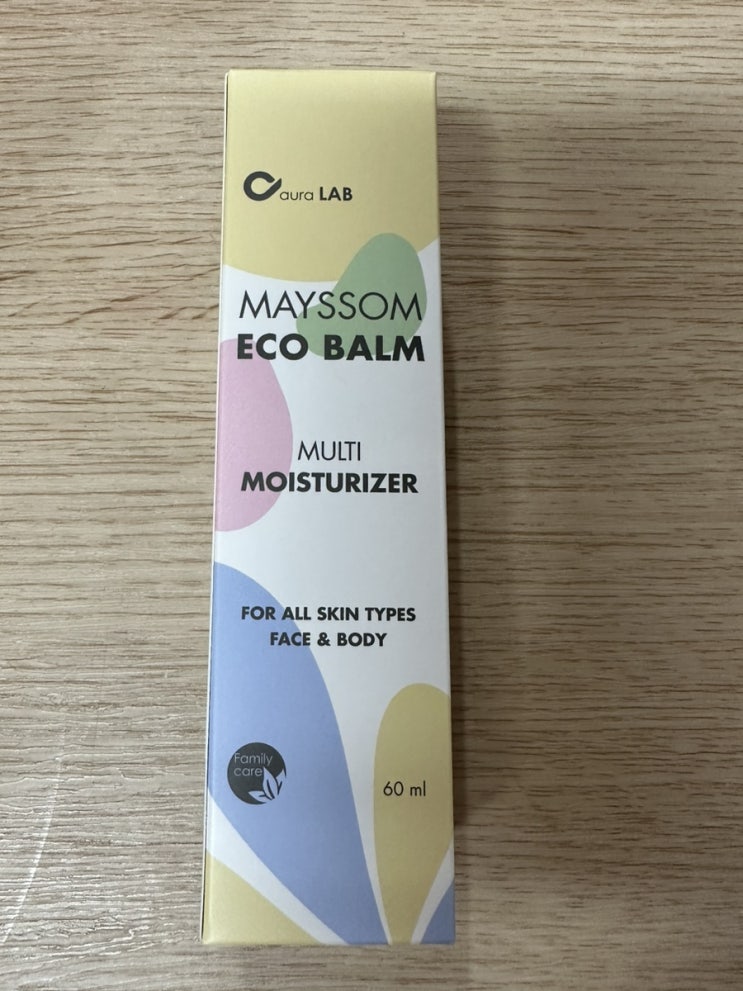 aura LAB
MAYSSOM
ECO BALM
MULTI
MOISTURIZER
FOR ALL SKIN TYPES
FACE & BODY
Family
care
60 ml